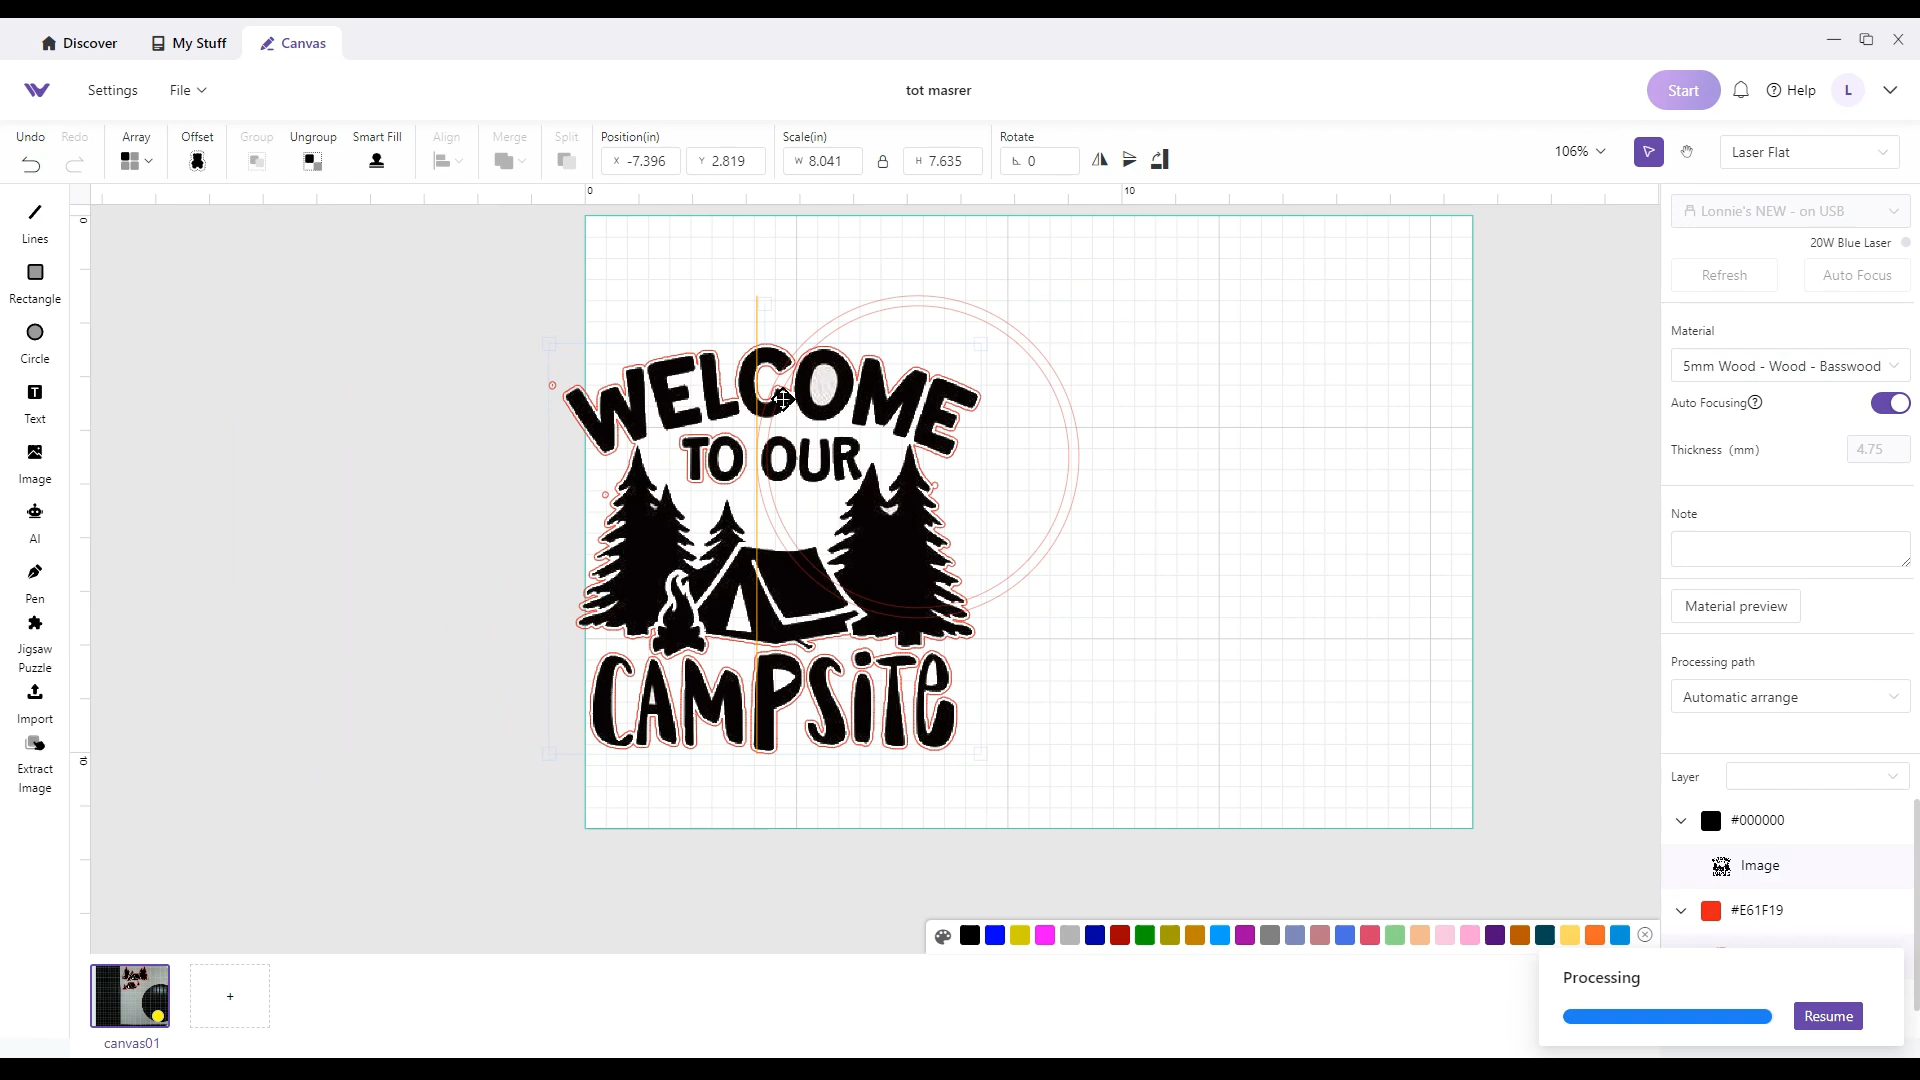 Discover
My Stuff
Canvas
Settings
File
tot masrer
Start
Help
L
Undo
Redo
Array
Offset
Group
Ungroup
Smart Fill
Align
Merge
Split
Position(in)
X -7.396
Y 2.819
Scale(in)
W 8.041
H 7.635
Rotate
0
106%
Laser Flat
0
10
0
10
Lines
Rectangle
Circle
Text
Image
AI
Pen
Jigsaw
Puzzle
Import
Extract
Image
WELCOME
TO OUR
CAMPSiTe
Lonnie's NEW - on USB
20W Blue Laser
Refresh
Auto Focus
Material
5mm Wood - Wood - Basswood
Auto Focusing
Thickness (mm)
4.75
Note
Material preview
Processing path
Automatic arrange
Layer
#000000
Image
#E61F19
Processing
Resume
+
canvas01